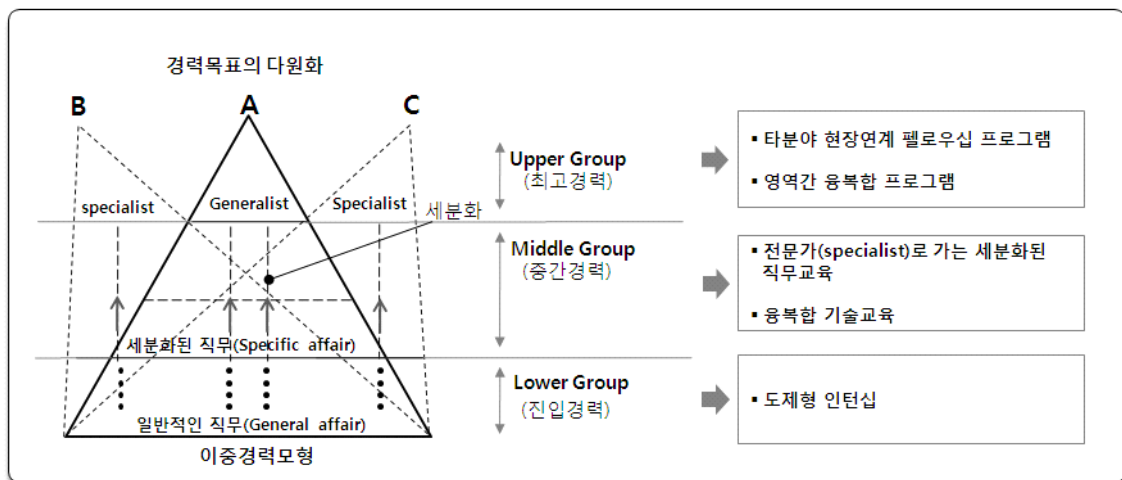 경력목표의 다원화
B
A
C
specialist
Generalist
Specialist
세분화
세분화된 직무(Specific affair)
일반적인 직무(General affair)
이중경력모형
Upper Group
(최고경력)
Middle Group
(중간경력)
Lower Group
(진입경력)
▪ 타분야 현장연계 펠로우십 프로그램
▪ 영역간 융복합 프로그램
▪ 전문가(specialist)로 가는 세분화된
직무교육
▪ 융복합 기술교육
▪ 도제형 인턴십